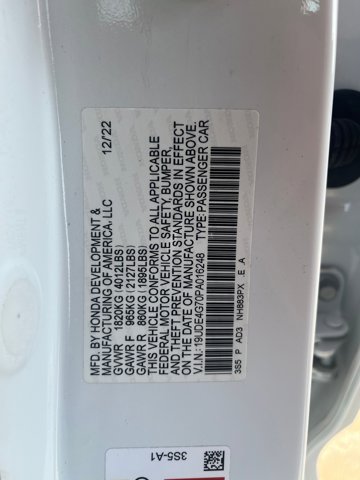 MFD. BY HONDA DEVELOPMENT & 12/'22
MANUFACTURING OF AMERICA, LLC
GVWR 1820KG (4012LBS)
GAWR F 965KG (2127LBS)
GAWR R 860KG (1895LBS)
THIS VEHICLE CONFORMS TO ALL APPLICABLE
FEDERAL MOTOR VEHICLE SAFETY, BUMPER,
AND THEFT PREVENTION STANDARDS IN EFFECT
ON THE DATE OF MANUFACTURE SHOWN ABOVE.
V.I.N.: 19UDE4G70PA016248 TYPE:PASSENGER CAR
3S5 P AD3 NH883PX E A
3S5-A1